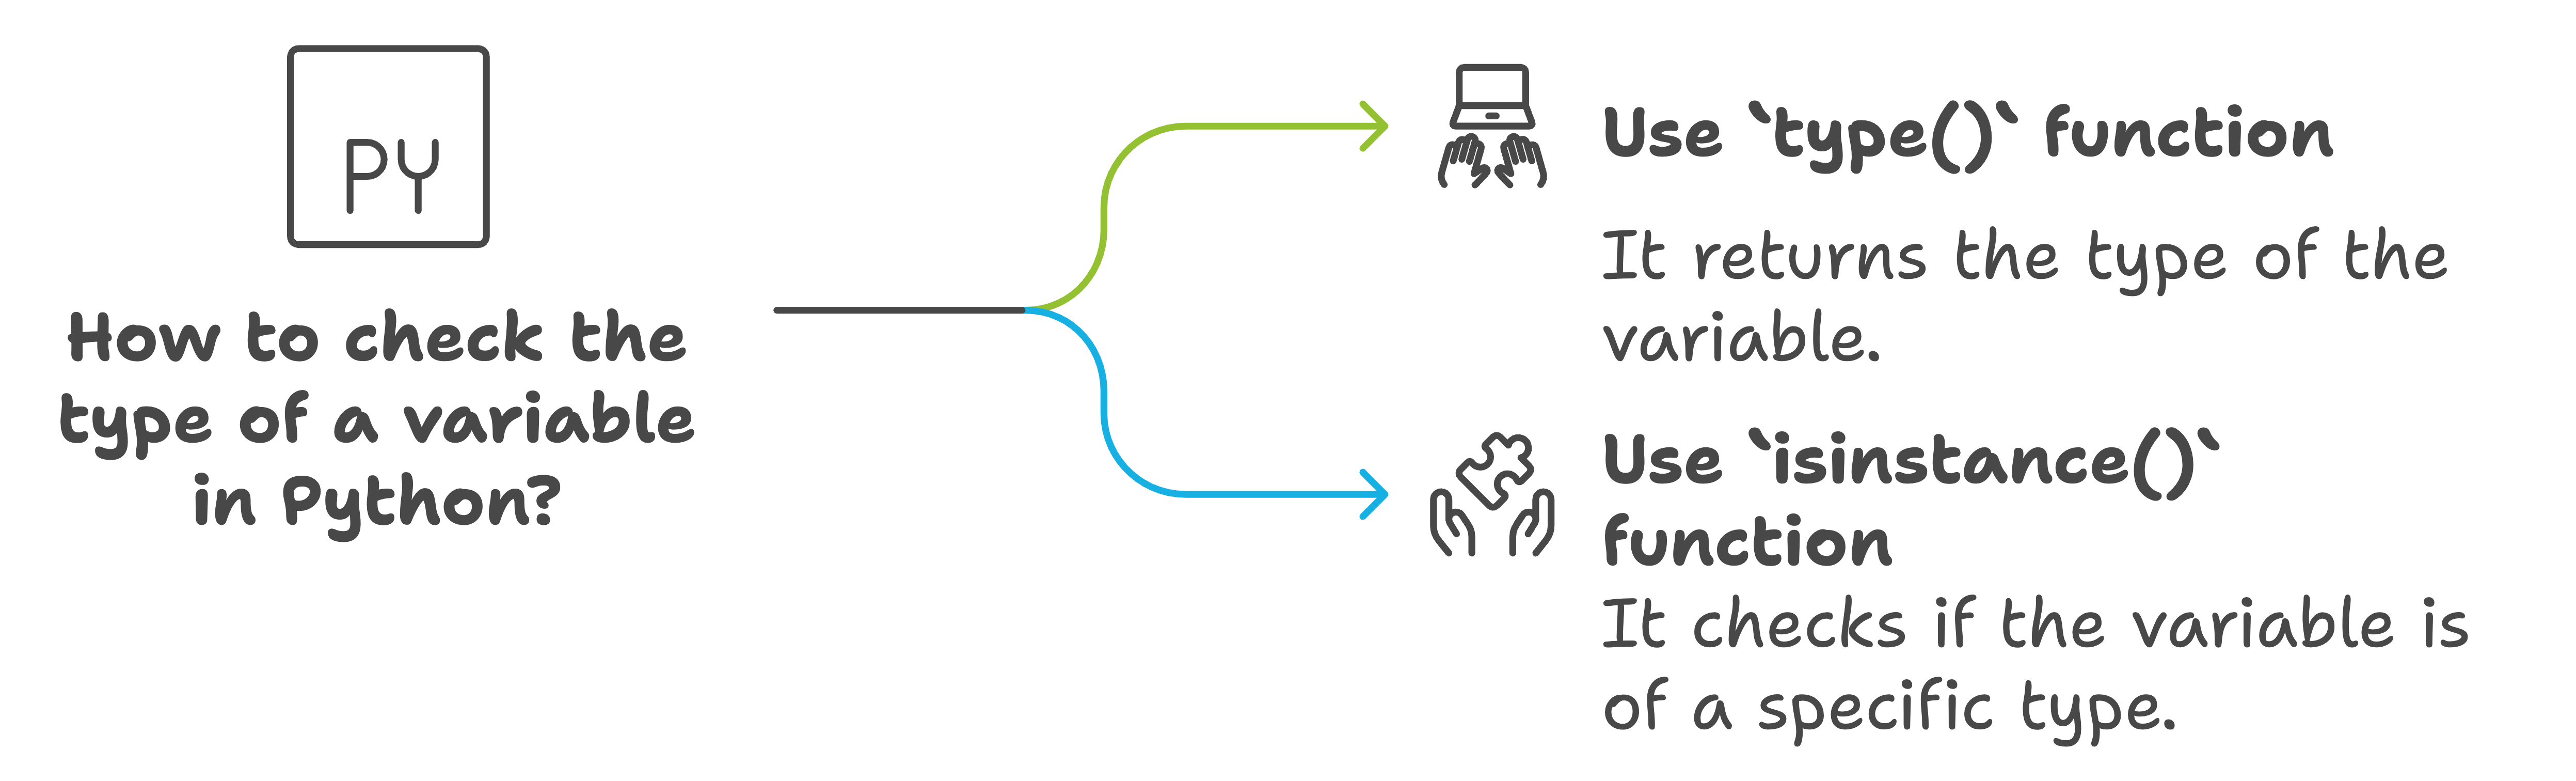 PY
How to check the
type of a variable
in Python?
Use `type()` function
It returns the type of the
variable.
Use `isinstance()`
function
It checks if the variable is
of a specific type.